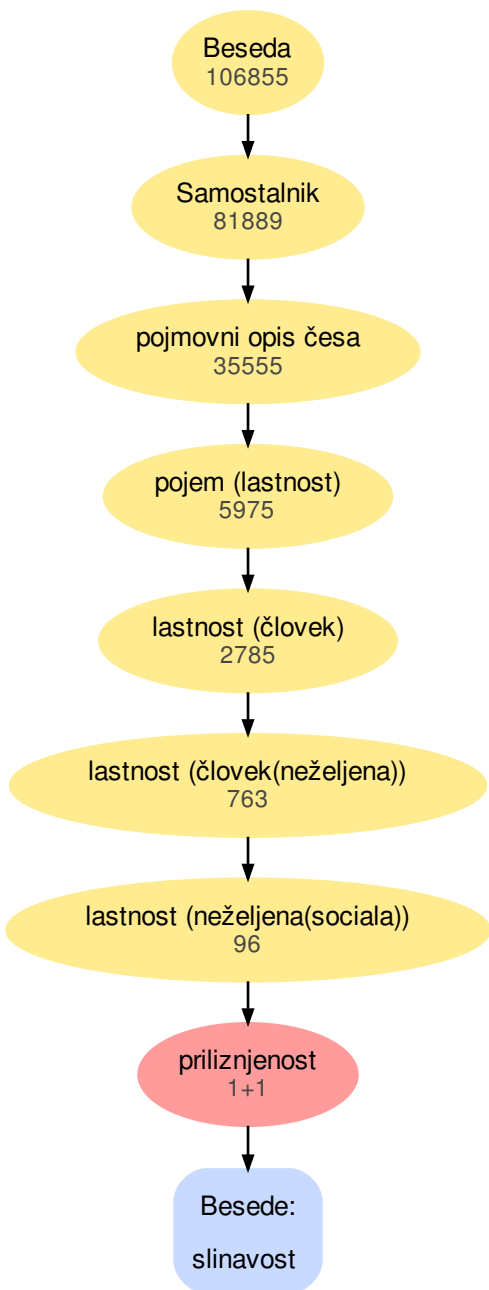 Beseda
106855
Samostalnik
81889
pojmovni opis česa
35555
pojem (lastnost)
5975
lastnost (človek)
2785
lastnost (človek(neželjena))
763
lastnost (neželjena(sociala))
96
priliznjenost
1+1
Besede:
slinavost